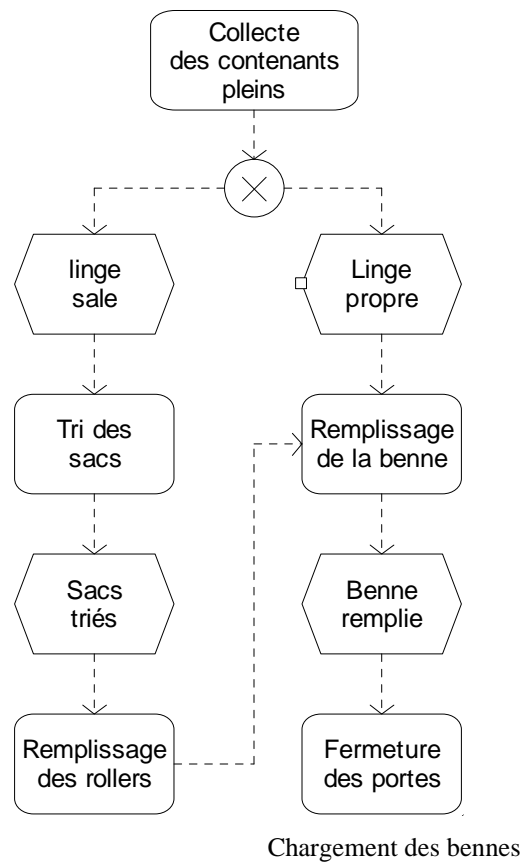 Collecte
des contenants
pleins
linge
sale
Linge
propre
Tri des
sacs
Remplissage
de la benne
Sacs
triés
Benne
remplie
Remplissage
des rollers
Fermeture
des portes
Chargement des bennes